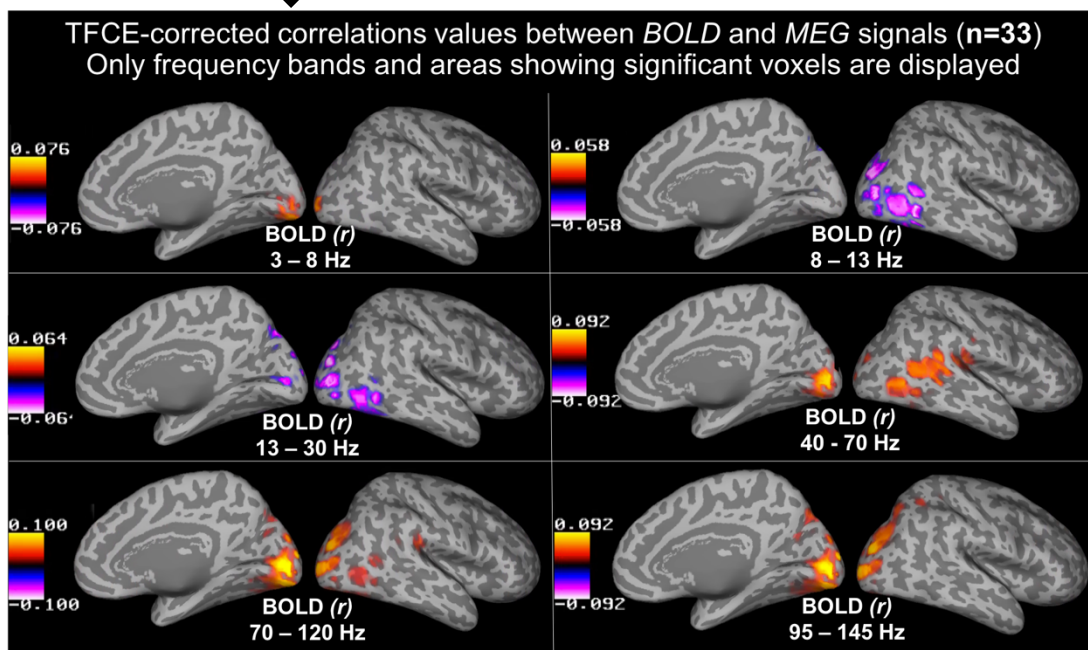 TFCE-corrected correlations values between BOLD and MEG signals (n=33)
Only frequency bands and areas showing significant voxels are displayed
0.076
-0.076
BOLD (r)
3 – 8 Hz
0.058
-0.058
BOLD (r)
8 – 13 Hz
0.064
-0.064
BOLD (r)
13 – 30 Hz
0.092
-0.092
BOLD (r)
40 - 70 Hz
0.100
-0.100
BOLD (r)
70 – 120 Hz
0.092
-0.092
BOLD (r)
95 – 145 Hz